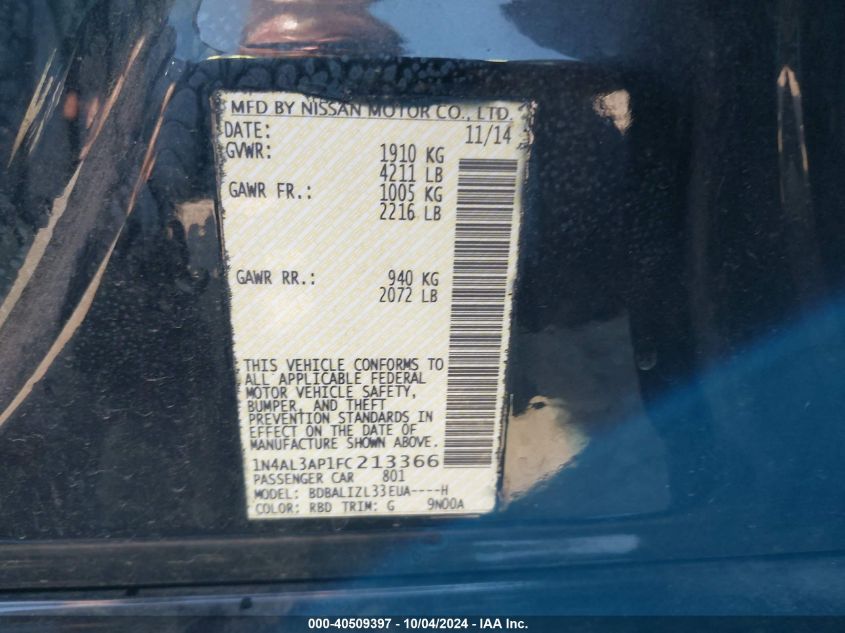 MFD BY NISSAN MOTOR CO., LTD.
DATE: 11/14
GVWR: 1910 KG
4211 LB
GAWR FR.: 1005 KG
2216 LB
GAWR RR.: 940 KG
2072 LB
THIS VEHICLE CONFORMS TO
ALL APPLICABLE FEDERAL
MOTOR VEHICLE SAFETY,
BUMPER, AND THEFT
PREVENTION STANDARDS IN
EFFECT ON THE DATE OF
MANUFACTURE SHOWN ABOVE.
1N4AL3AP1FC213366
PASSENGER CAR 801
MODEL: BDBALIZL33EUA----H
COLOR: RBD TRIM: G 9N00A
000-40509397 - 10/04/2024 - IAA Inc.